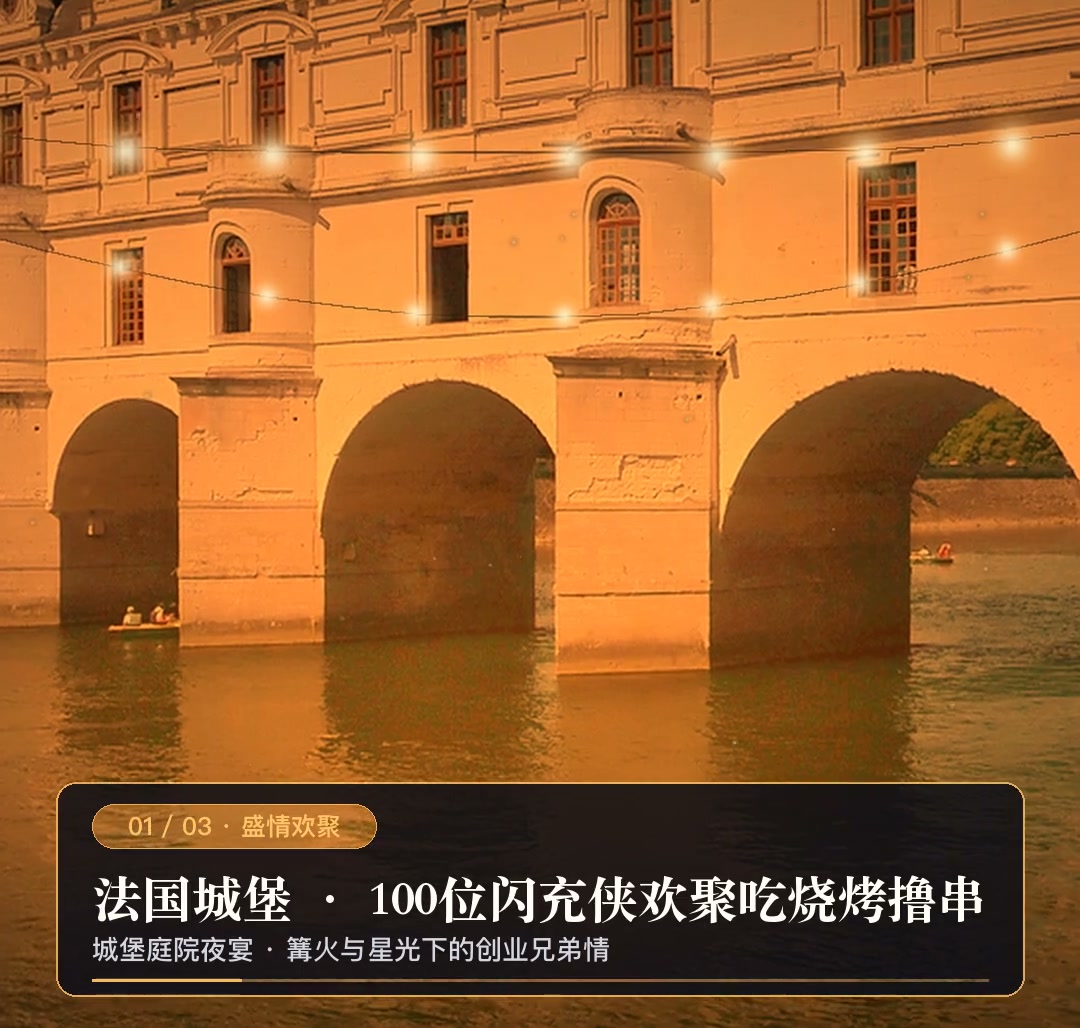 01 / 03 · 盛情欢聚
法国城堡 · 100位闪充侠欢聚吃烧烤撸串
城堡庭院夜宴 · 篝火与星光下的创业兄弟情